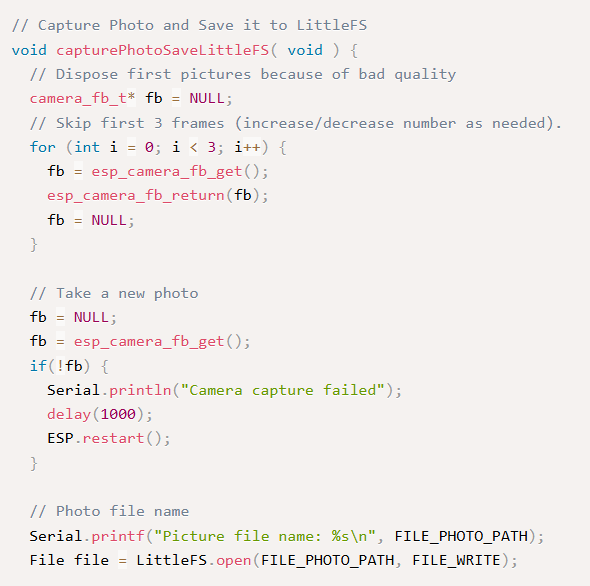 // Capture Photo and Save it to LittleFS
void capturePhotoSaveLittleFS( void ) {
  // Dispose first pictures because of bad quality
  camera_fb_t* fb = NULL;
  // Skip first 3 frames (increase/decrease number as needed).
  for (int i = 0; i < 3; i++) {
    fb = esp_camera_fb_get();
    esp_camera_fb_return(fb);
    fb = NULL;
  }

  // Take a new photo
  fb = NULL;
  fb = esp_camera_fb_get();
  if(!fb) {
    Serial.println("Camera capture failed");
    delay(1000);
    ESP.restart();
  }

  // Photo file name
  Serial.printf("Picture file name: %s\n", FILE_PHOTO_PATH);
  File file = LittleFS.open(FILE_PHOTO_PATH, FILE_WRITE);